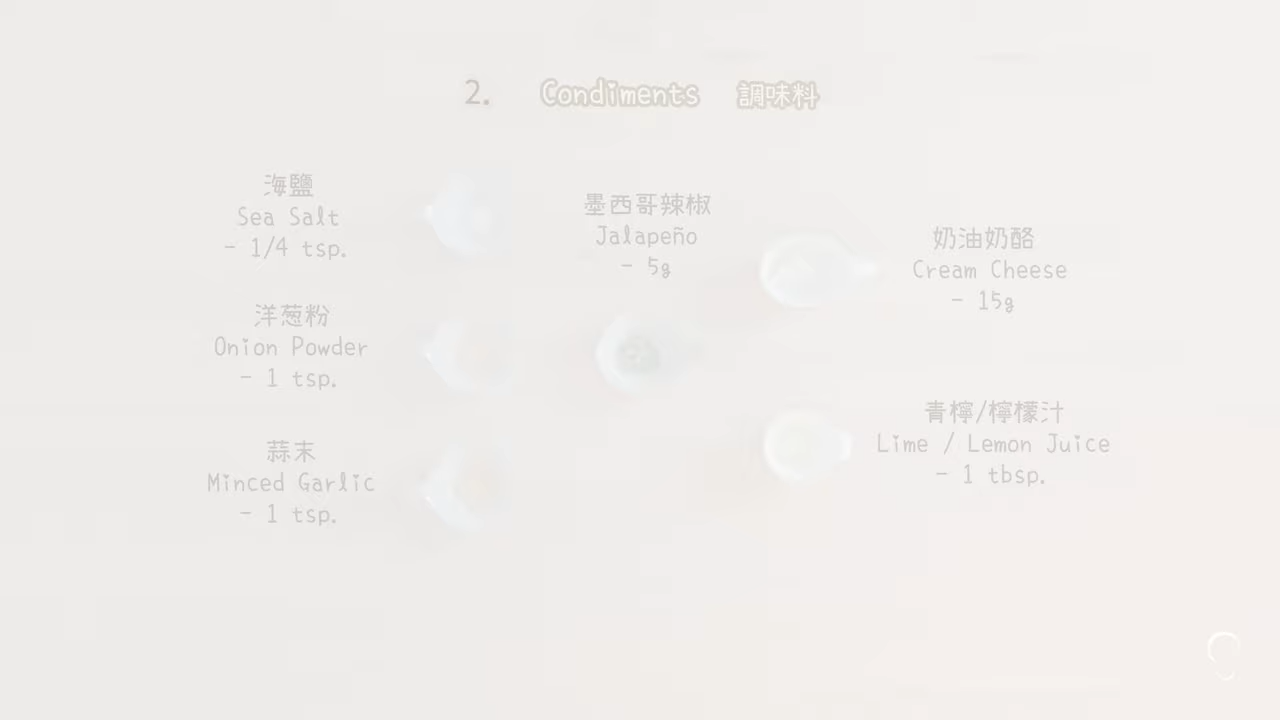 2. Condiments 調味料
海鹽
Sea Salt
- 1/4 tsp.
洋葱粉
Onion Powder
- 1 tsp.
蒜末
Minced Garlic
- 1 tsp.
墨西哥辣椒
Jalapeño
- 5g
奶油奶酪
Cream Cheese
- 15g
青檸/檸檬汁
Lime / Lemon Juice
- 1 tbsp.